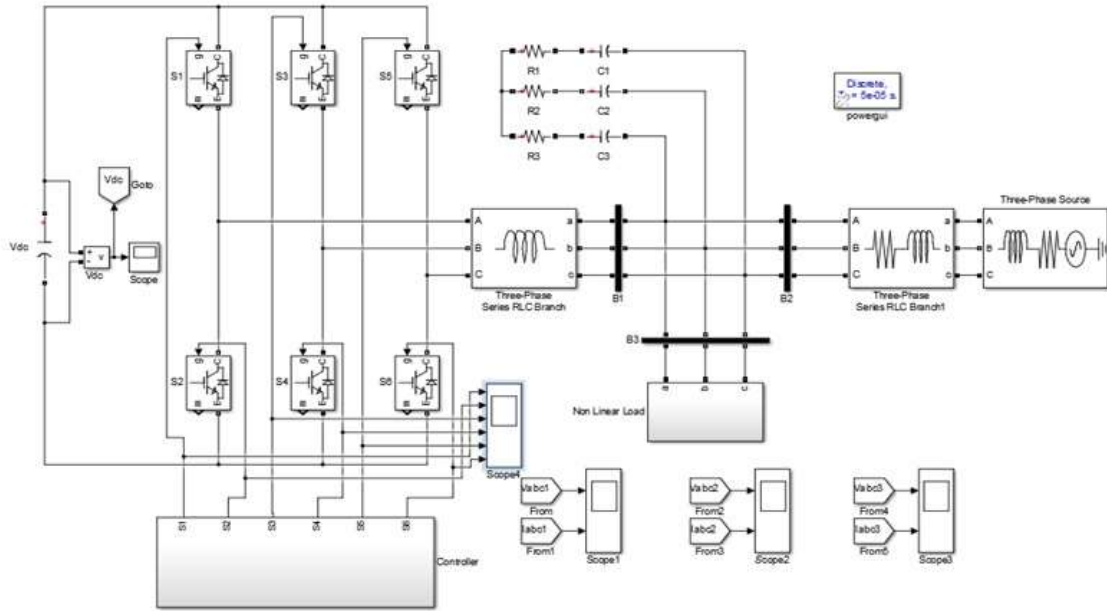 g
C
E
m
S1
g
C
E
m
S3
g
C
E
m
S5
R1
C1
R2
C2
R3
C3
Discrete,
= 5e-05 s.
powergui
Vdc
Goto
Vdc
+
-
v
Vdc
Scope
A
B
C
a
b
c
Three-Phase
Series RLC Branch
B1
B2
A
B
C
a
b
c
Three-Phase
Series RLC Branch1
Three-Phase Source
A
B
C
g
C
E
m
S2
g
C
E
m
S4
g
C
E
m
S6
B3
a
b
c
Non Linear Load
Scope4
Vabc1
From
Iabc1
From1
Scope1
Vabc2
From2
Iabc2
From3
Scope2
Vabc3
From4
Iabc3
From5
Scope3
S1
S2
S3
S4
S5
S6
Controller